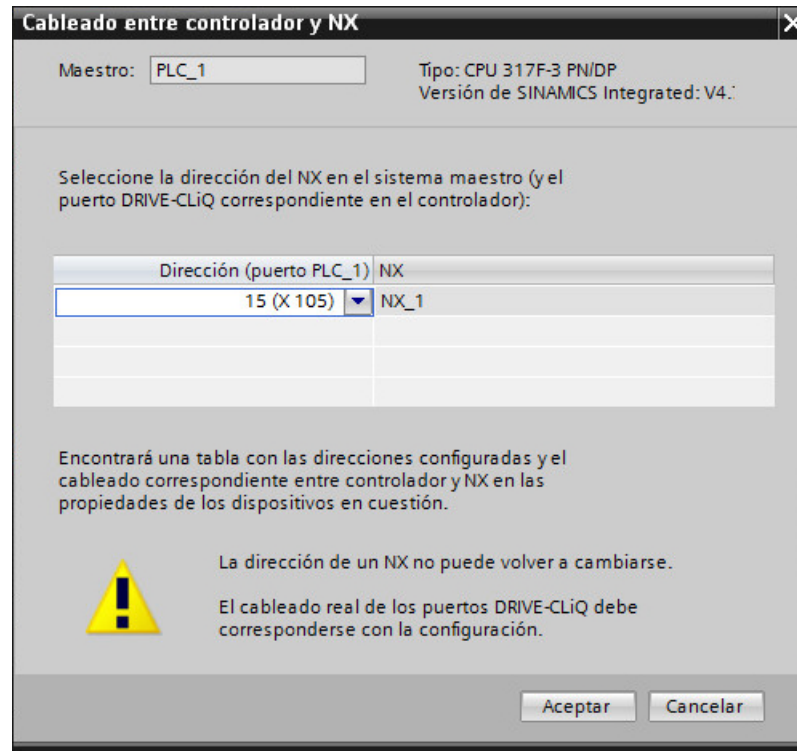 Cableado entre controlador y NX
Maestro: PLC_1
Tipo: CPU 317F-3 PN/DP
Versión de SINAMICS Integrated: V4.
Seleccione la dirección del NX en el sistema maestro (y el
puerto DRIVE-CLiQ correspondiente en el controlador):
Dirección (puerto PLC_1) NX
15 (X 105) NX_1
Encontrará una tabla con las direcciones configuradas y el
cableado correspondiente entre controlador y NX en las
propiedades de los dispositivos en cuestión.
La dirección de un NX no puede volver a cambiarse.
El cableado real de los puertos DRIVE-CLiQ debe
corresponderse con la configuración.
Aceptar Cancelar